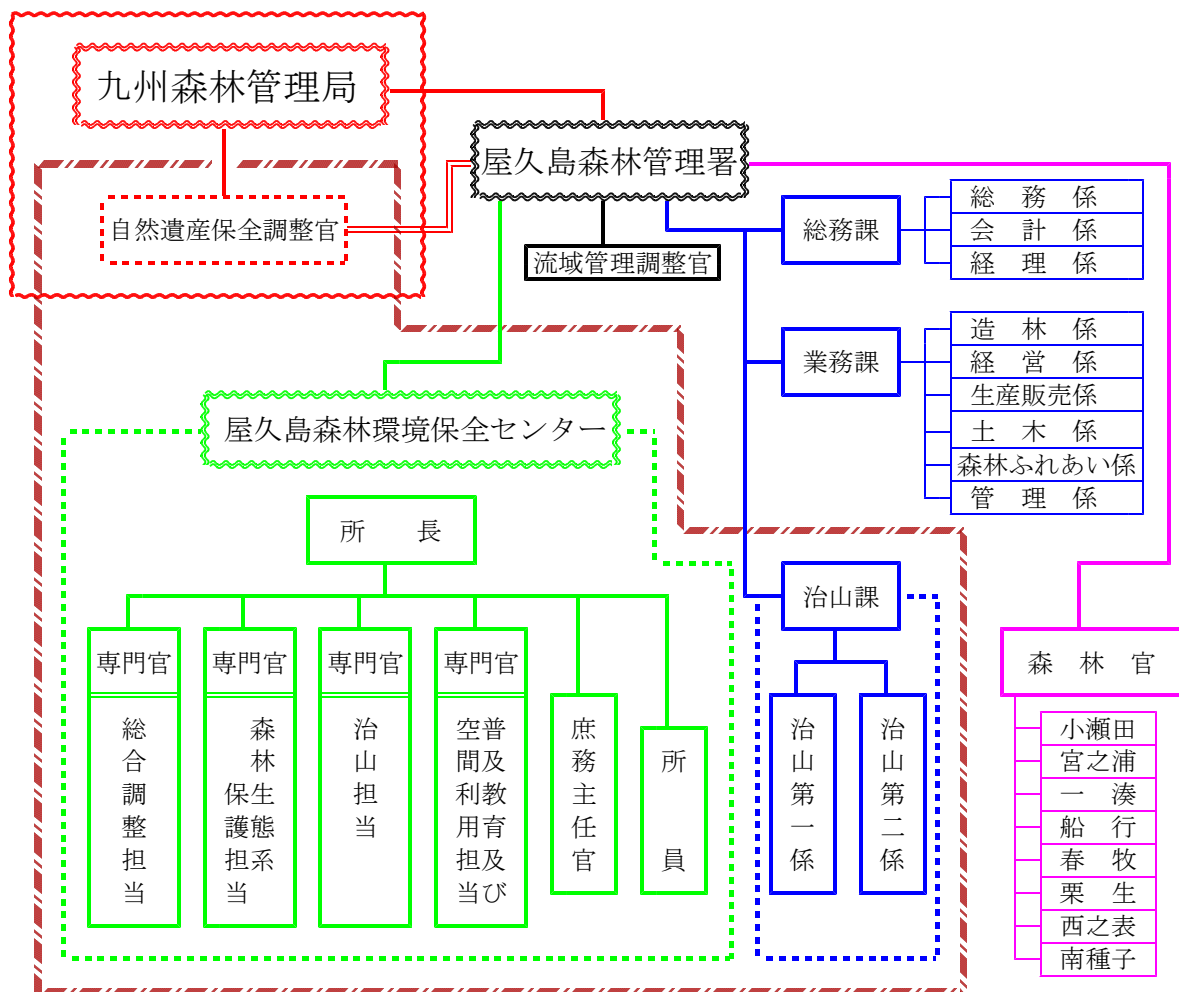 九州森林管理局
屋久島森林管理署
自然遺産保全調整官
流域管理調整官
総務課
総務係
会計係
経理係
業務課
造林係
経営係
生産販売係
土木係
森林ふれあい係
管理係
屋久島森林環境保全センター
所長
専門官
総合調整担当
専門官
森林生態系
保護担当
専門官
治山担当
専門官
普及教育及び
空間利用担当
庶務主任官
所員
治山課
治山第一係
治山第二係
森林官
小瀬田
宮之浦
一湊
船行
春牧
栗生
西之表
南種子